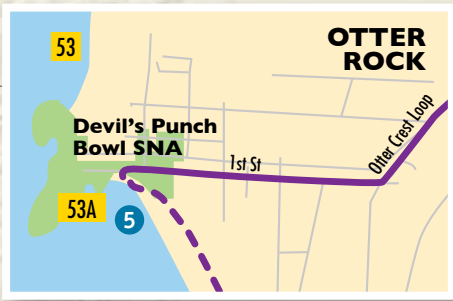 53
OTTER
ROCK
Devil's Punch
Bowl SNA
1st St
Otter Crest Loop
53A
5